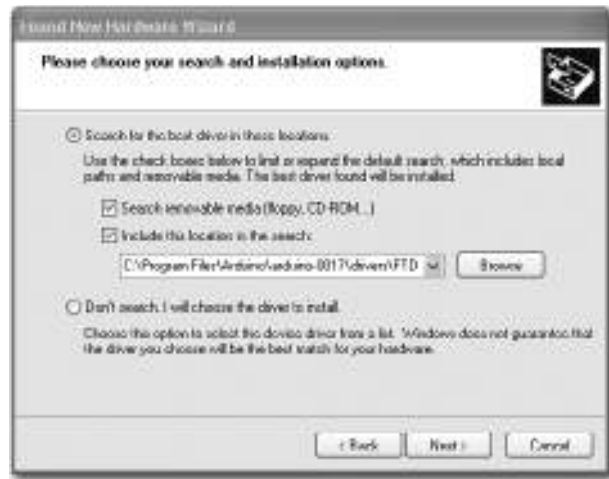 Found New Hardware Wizard
Please choose your search and installation options.
Search for the best driver in these locations.
Use the check boxes below to limit or expand the default search, which includes local
paths and removable media. The best driver found will be installed.
Search removable media (floppy, CD-ROM...)
Include this location in the search:
C:\Program Files\Arduino\arduino-0017\drivers\FTD
Browse
Don't search. I will choose the driver to install.
Choose this option to select the device driver from a list. Windows does not guarantee that
the driver you choose will be the best match for your hardware.
< Back
Next >
Cancel